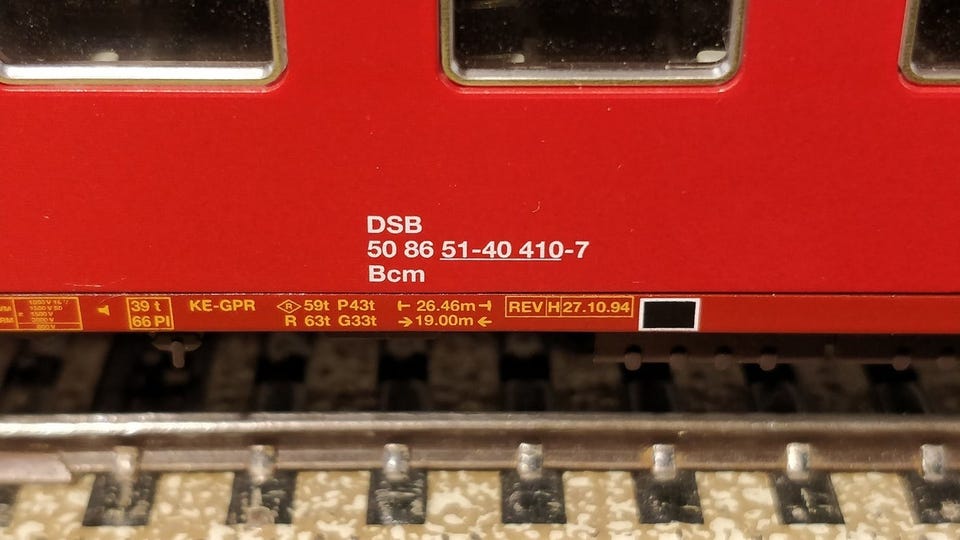 DSB
50 86 51-40 410-7
Bcm
39 t
66 Pl
KE-GPR
R 59t P43t
R 63t G33t
26.46m
19.00m
REV H 27.10.94